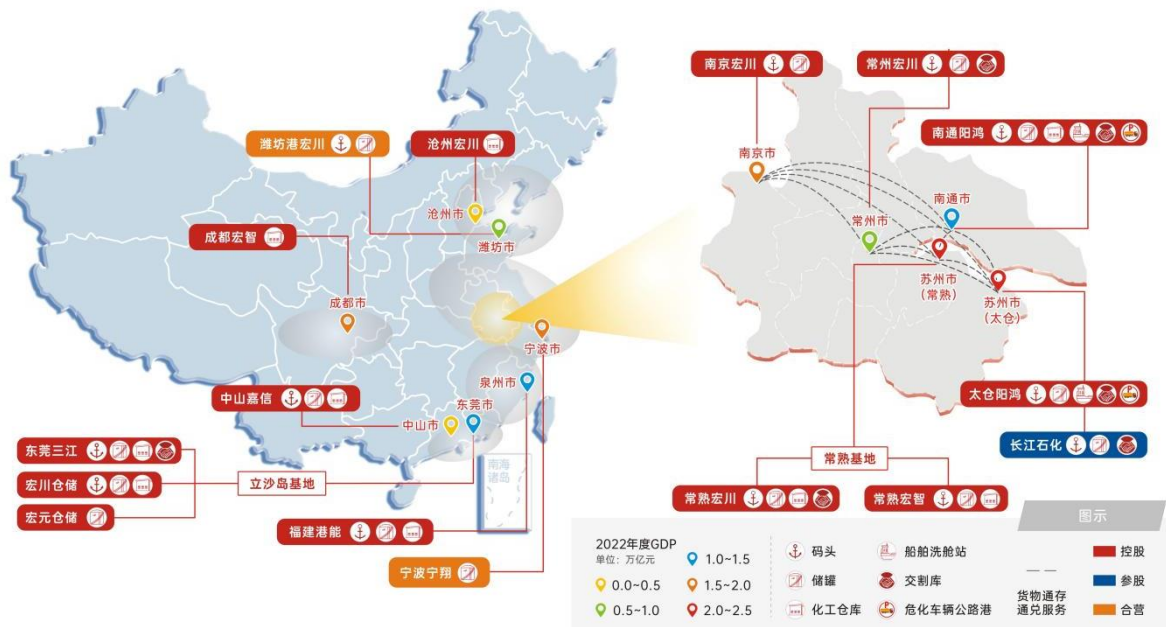 南京宏川
常州宏川
南通阳鸿
潍坊港宏川
沧州宏川
南京市
沧州市
潍坊市
南通市
常州市
成都宏智
成都市
苏州市
(常熟)
苏州市
(太仓)
宁波市
泉州市
中山嘉信
东莞市
中山市
太仓阳鸿
长江石化
东莞三江
宏川仓储
宏元仓储
立沙岛基地
南海
诸岛
常熟基地
常熟宏川
常熟宏智
福建港能
宁波宁翔
图示
2022年度GDP
单位:万亿元
0.0~0.5
0.5~1.0
1.0~1.5
1.5~2.0
2.0~2.5
码头
储罐
化工仓库
船舶洗舱站
交割库
危化车辆公路港
货物通存
通兑服务
控股
参股
合营